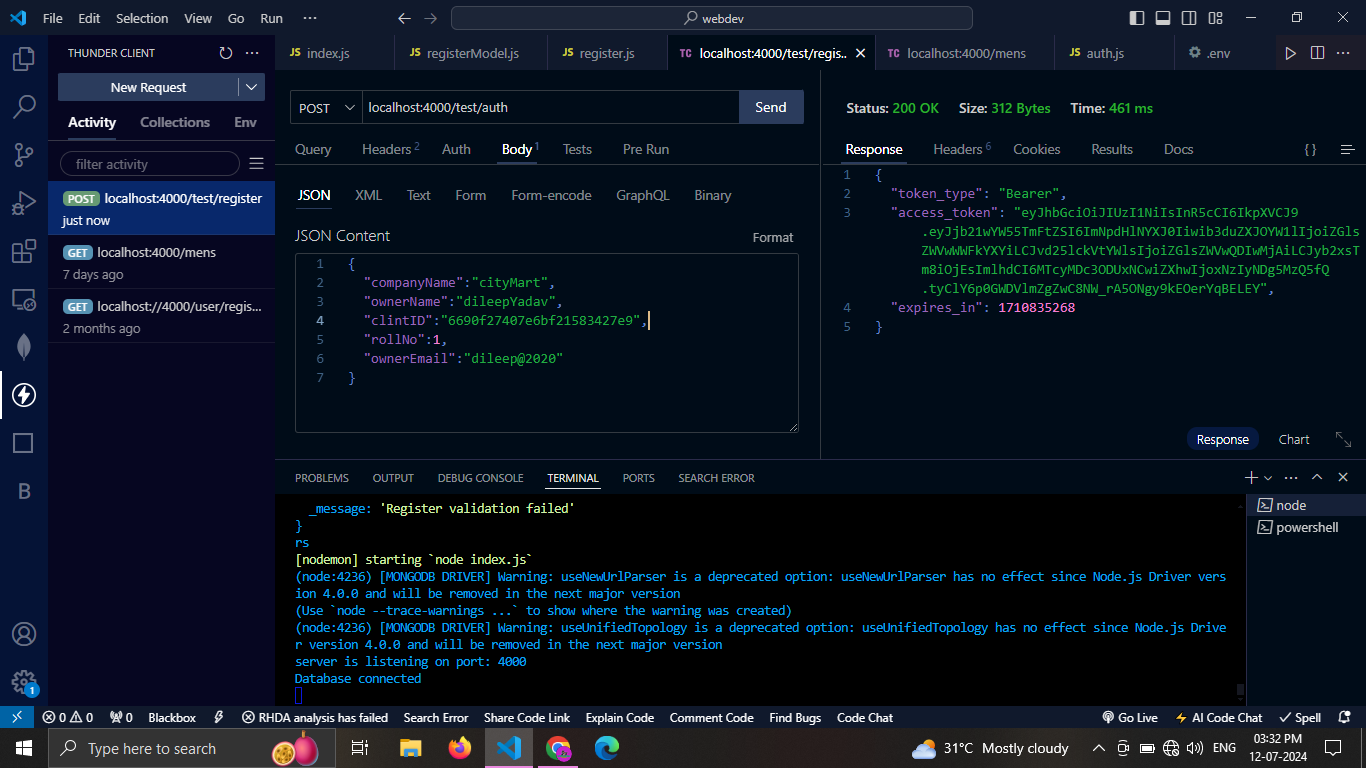 File Edit Selection View Go Run ··· webdev
THUNDER CLIENT ···
New Request
Activity Collections Env
filter activity
POST localhost:4000/test/register
just now
GET localhost:4000/mens
7 days ago
GET localhost://4000/user/regis...
2 months ago
JS index.js JS registerModel.js JS register.js TC localhost:4000/test/regis.. TC localhost:4000/mens JS auth.js .env
POST localhost:4000/test/auth Send
Query Headers 2 Auth Body 1 Tests Pre Run
JSON XML Text Form Form-encode GraphQL Binary
JSON Content Format
1 {
2 "companyName":"cityMart",
3 "ownerName":"dileepYadav",
4 "clintID":"6690f27407e6bf21583427e9",
5 "rollNo":1,
6 "ownerEmail":"dileep@2020"
7 }
Status: 200 OK Size: 312 Bytes Time: 461 ms
Response Headers 6 Cookies Results Docs {}
1 {
2 "token_type": "Bearer",
3 "access_token": "eyJhbGciOiJIUzI1NiIsInR5cCI6IkpXVCJ9
.eyJjb21wYW55TmFtZSI6ImNpdHlNYXJ0Iiwib3duZXJOYW1lIjoiZGls
ZWVwWWFkYXYiLCJvd25lckVtYWlsIjoiZGlsZWVwQDIwMjAiLCJyb2xsT
m8iOjEsImlhdCI6MTcyMDc3ODUxNCwiZXhwIjoxNzIyNDg5MzQ5fQ
.tyClY6p0GWDVlmZgZwC8NW_rA5ONgy9kEOerYqBELEY",
4 "expires_in": 1710835268
5 }
Response Chart
PROBLEMS OUTPUT DEBUG CONSOLE TERMINAL PORTS SEARCH ERROR
_message: 'Register validation failed'
}
rs
[nodemon] starting `node index.js`
(node:4236) [MONGODB DRIVER] Warning: useNewUrlParser is a deprecated option: useNewUrlParser has no effect since Node.js Driver vers
ion 4.0.0 and will be removed in the next major version
(Use `node --trace-warnings ...` to show where the warning was created)
(node:4236) [MONGODB DRIVER] Warning: useUnifiedTopology is a deprecated option: useUnifiedTopology has no effect since Node.js Drive
r version 4.0.0 and will be removed in the next major version
server is listening on port: 4000
Database connected
node
powershell
B
1
0 0 0 Blackbox RHDA analysis has failed Search Error Share Code Link Explain Code Comment Code Find Bugs Code Chat Go Live AI Code Chat Spell
Type here to search 31°C Mostly cloudy ENG 03:32 PM
12-07-2024